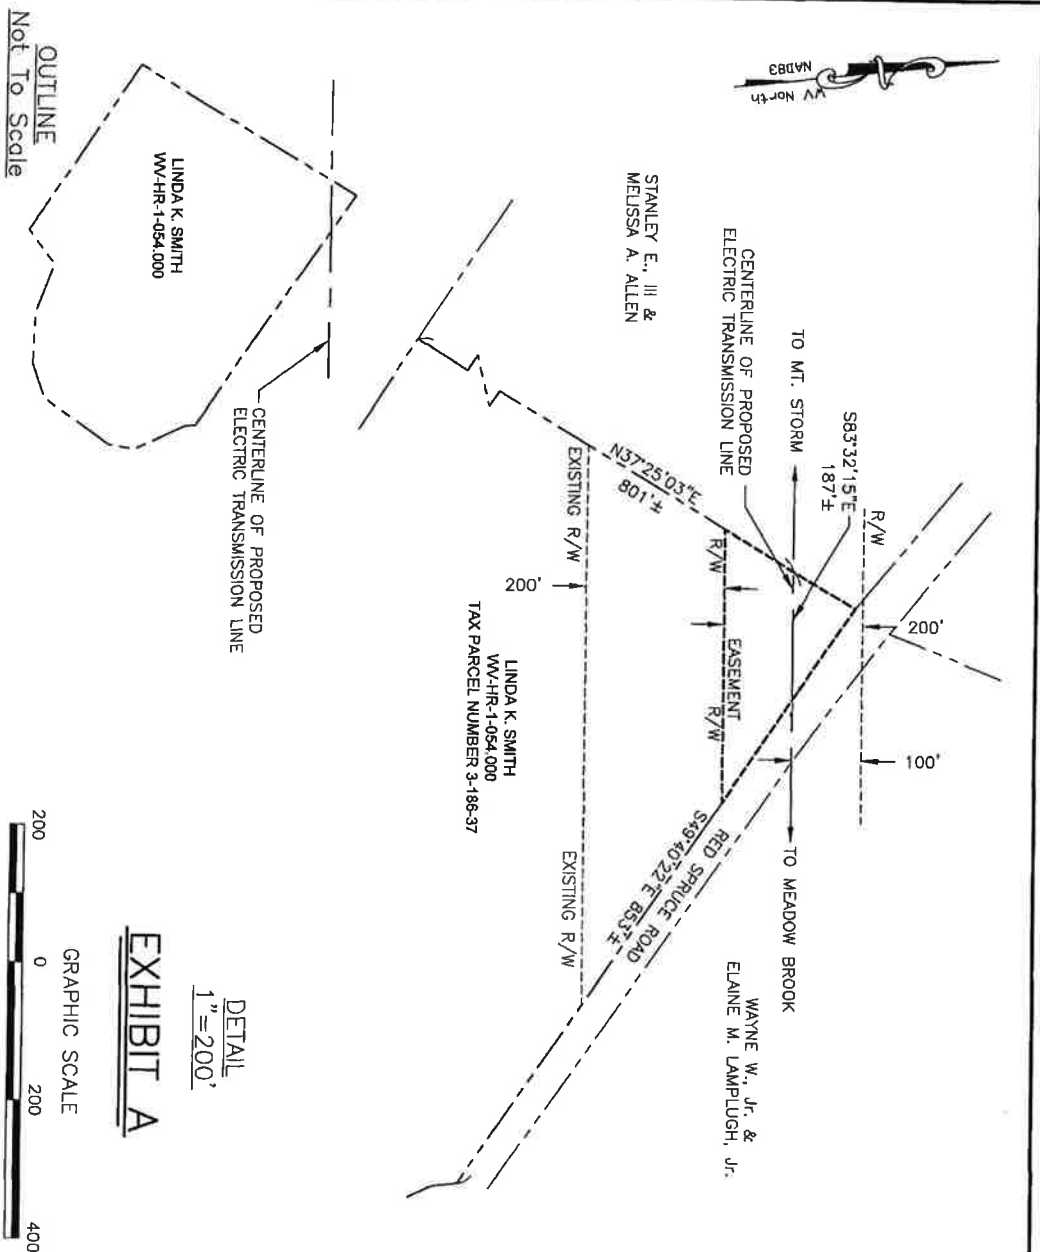 WV North
NAD83
STANLEY E., III &
MELISSA A. ALLEN
CENTERLINE OF PROPOSED
ELECTRIC TRANSMISSION LINE
TO MT. STORM
S83°32'15"E
187'±
R/W
200'
100'
N37°25'03"E
801'±
R/W
EASEMENT
R/W
TO MEADOW BROOK
WAYNE W., Jr. &
ELAINE M. LAMPLUGH, Jr.
EXISTING R/W
200'
LINDA K. SMITH
WV-HR-1-054.000
TAX PARCEL NUMBER 3-186-37
EXISTING R/W
S49°40'22"E 853'±
RED SPRUCE ROAD
CENTERLINE OF PROPOSED
ELECTRIC TRANSMISSION LINE
LINDA K. SMITH
WV-HR-1-054.000
OUTLINE
Not To Scale
DETAIL
1"=200'
EXHIBIT A
GRAPHIC SCALE
200 0 200 400